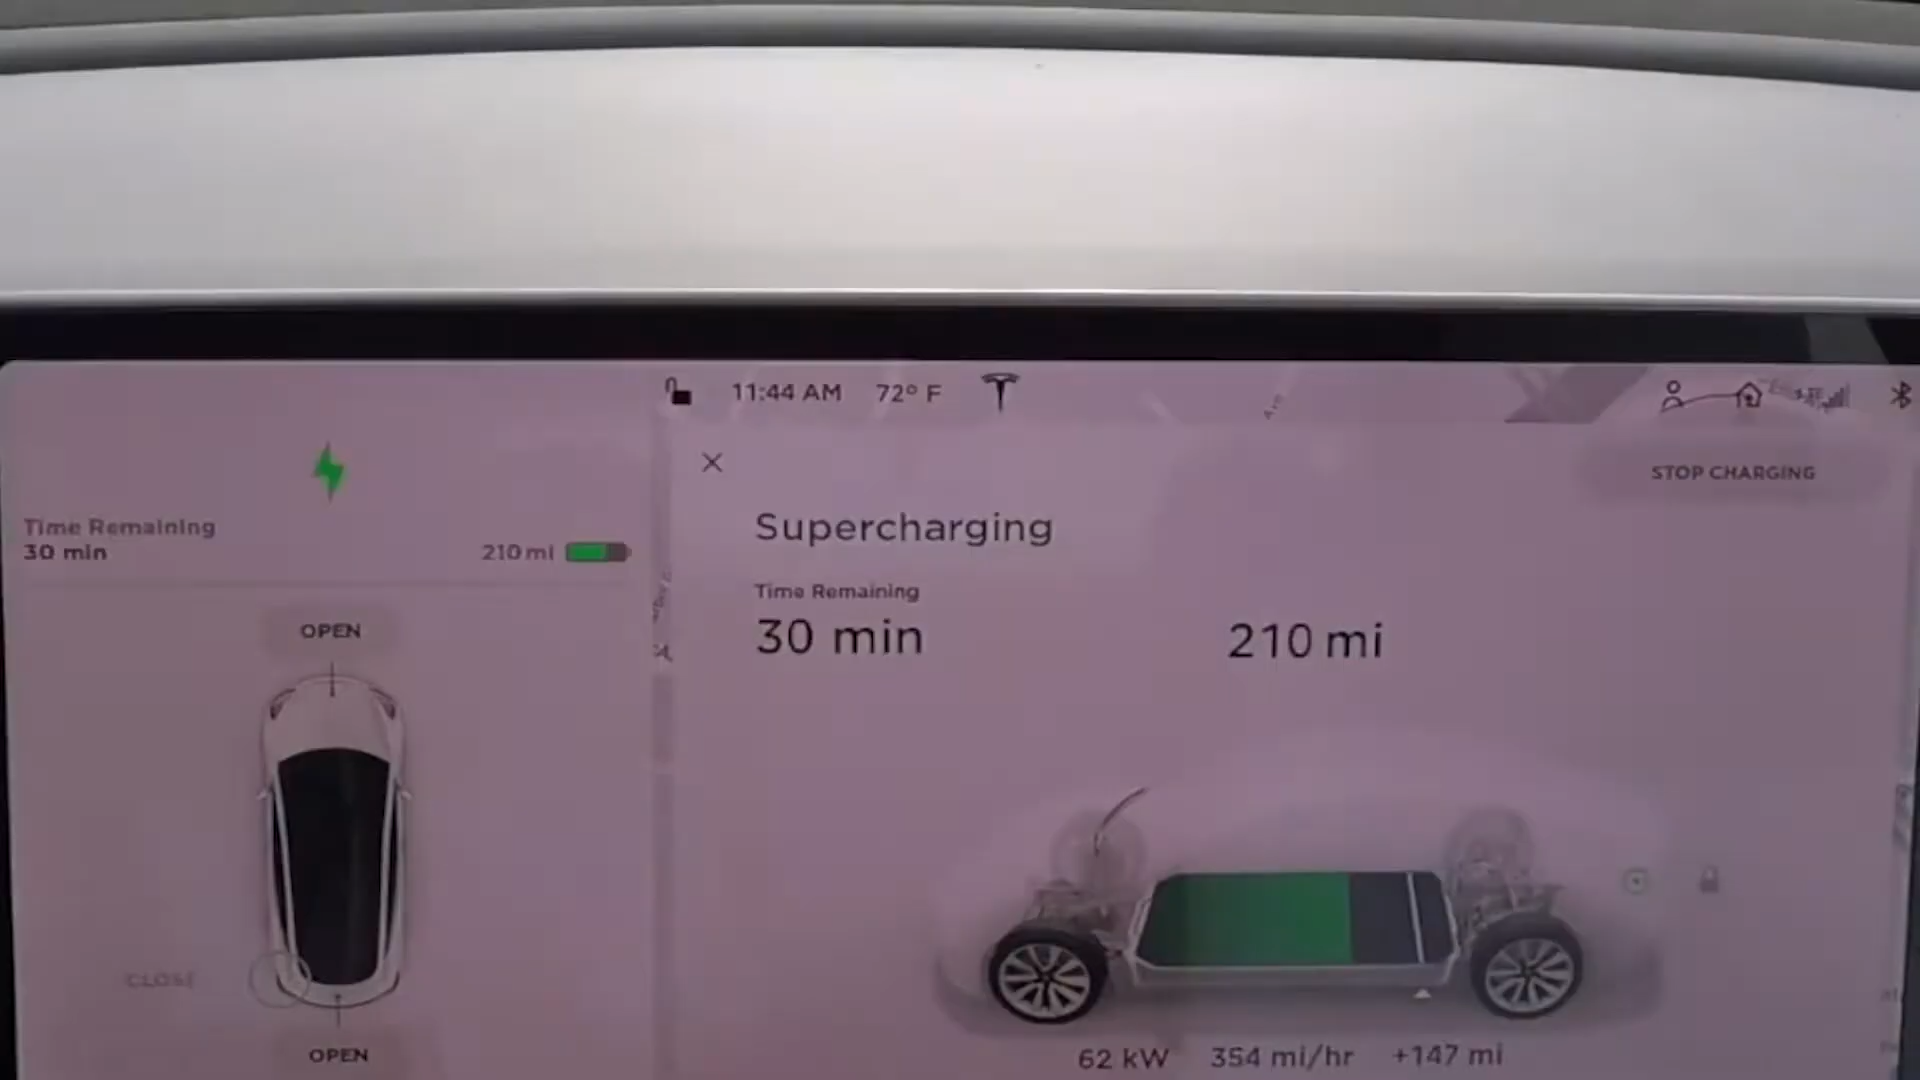 11:44 AM 72° F
STOP CHARGING
Time Remaining
30 min
210 mi
OPEN
CLOSE
OPEN
Supercharging
Time Remaining
30 min
210 mi
62 kW 354 mi/hr +147 mi